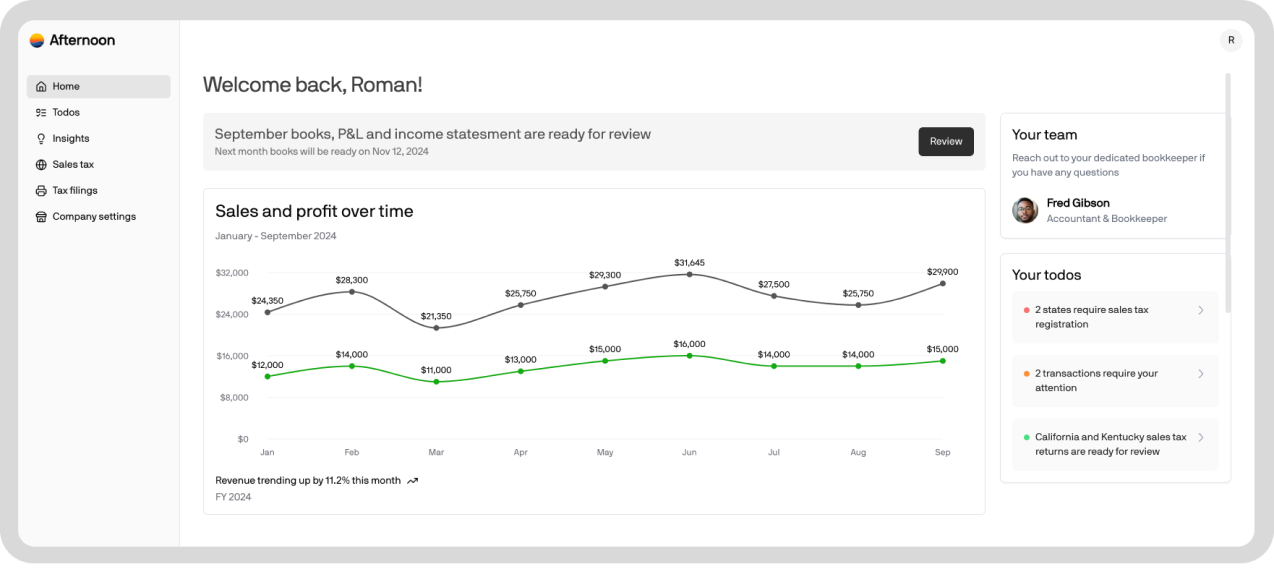 Afternoon
R
Home
Todos
Insights
Sales tax
Tax filings
Company settings
Welcome back, Roman!
September books, P&L and income statesment are ready for review
Next month books will be ready on Nov 12, 2024
Review
Sales and profit over time
January - September 2024
$32,000
$24,000
$16,000
$8,000
$0
$24,350
$28,300
$21,350
$25,750
$29,300
$31,645
$27,500
$25,750
$29,900
$12,000
$14,000
$11,000
$13,000
$15,000
$16,000
$14,000
$14,000
$15,000
Jan
Feb
Mar
Apr
May
Jun
Jul
Aug
Sep
Revenue trending up by 11.2% this month
FY 2024
Your team
Reach out to your dedicated bookkeeper if
you have any questions
Fred Gibson
Accountant & Bookkeeper
Your todos
2 states require sales tax
registration
2 transactions require your
attention
California and Kentucky sales tax
returns are ready for review